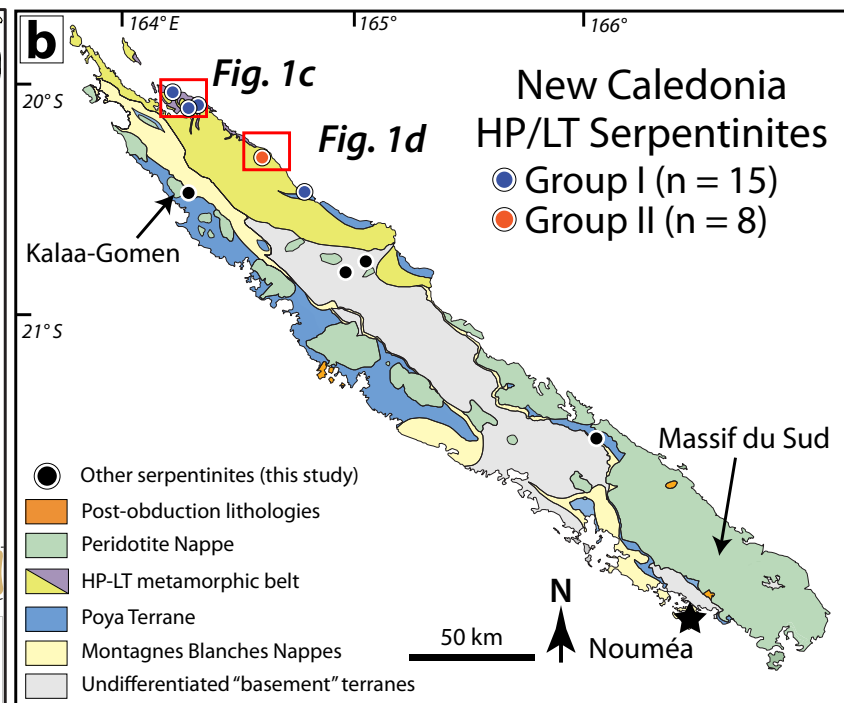 b
164° E
165°
166°
20° S
21° S
Fig. 1c
Fig. 1d
New Caledonia
HP/LT Serpentinites
Group I (n = 15)
Group II (n = 8)
Kalaa-Gomen
Massif du Sud
Other serpentinites (this study)
Post-obduction lithologies
Peridotite Nappe
HP-LT metamorphic belt
Poya Terrane
Montagnes Blanches Nappes
Undifferentiated “basement” terranes
50 km
N
Nouméa